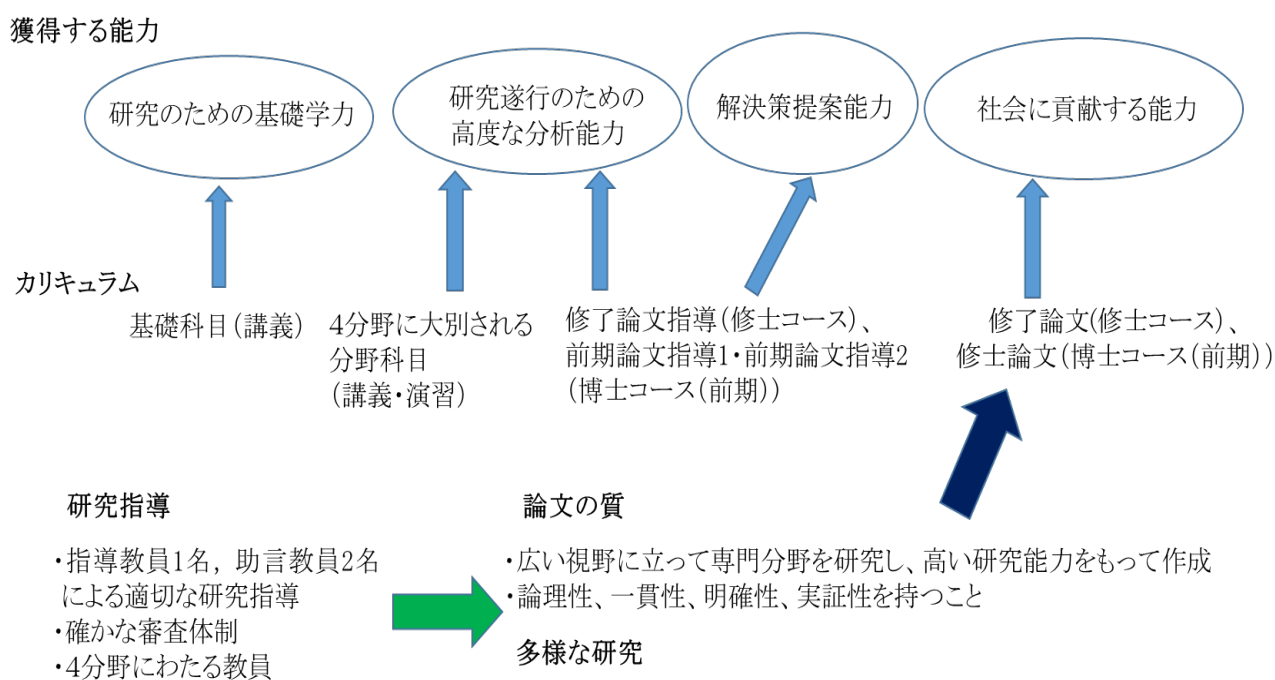 獲得する能力
研究のための基礎学力
研究遂行のための
高度な分析能力
解決策提案能力
社会に貢献する能力
カリキュラム
基礎科目(講義)
4分野に大別される
分野科目
(講義・演習)
修了論文指導(修士コース)、
前期論文指導1・前期論文指導2
(博士コース(前期))
修了論文(修士コース)、
修士論文(博士コース(前期))
研究指導
・指導教員1名, 助言教員2名
による適切な研究指導
・確かな審査体制
・4分野にわたる教員
論文の質
・広い視野に立って専門分野を研究し、高い研究能力をもって作成
・論理性、一貫性、明確性、実証性を持つこと
多様な研究